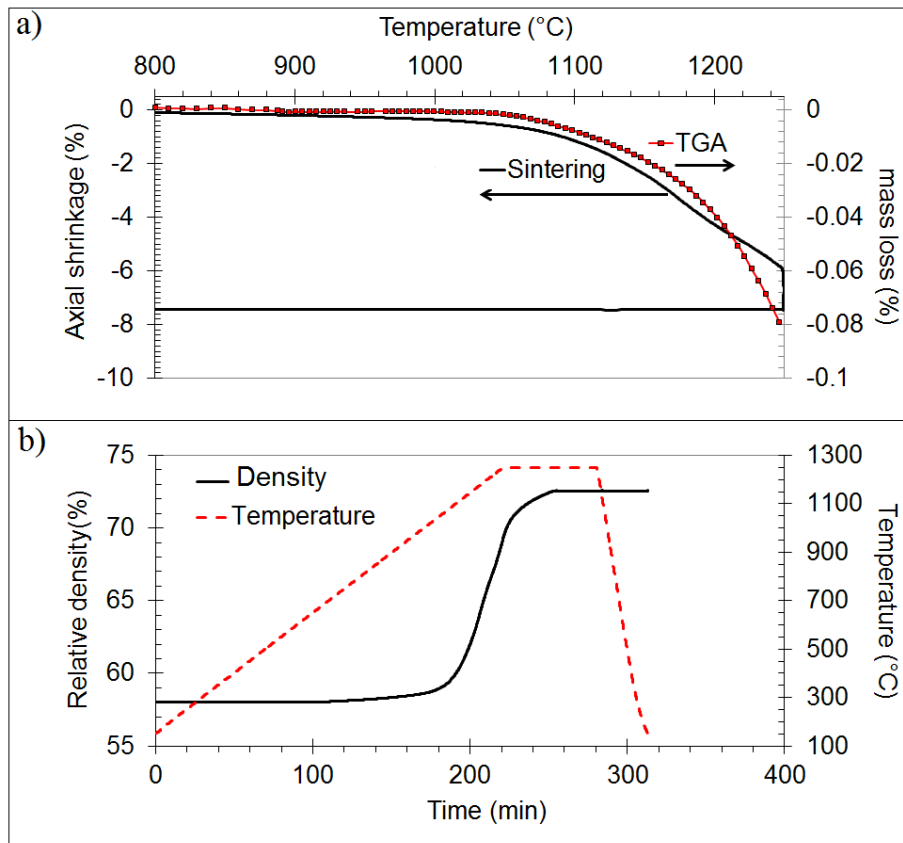 a)
Temperature (°C)
800 900 1000 1100 1200
0 0
-2 -0.02
-4 -0.04
-6 -0.06
-8 -0.08
-10 -0.1
Axial shrinkage (%)
mass loss (%)
TGA
Sintering
b)
75 1300
70 1100
65 900
60 700
55 500
300
100
Density
Temperature
Relative density(%)
Temperature (°C)
0 100 200 300 400
Time (min)